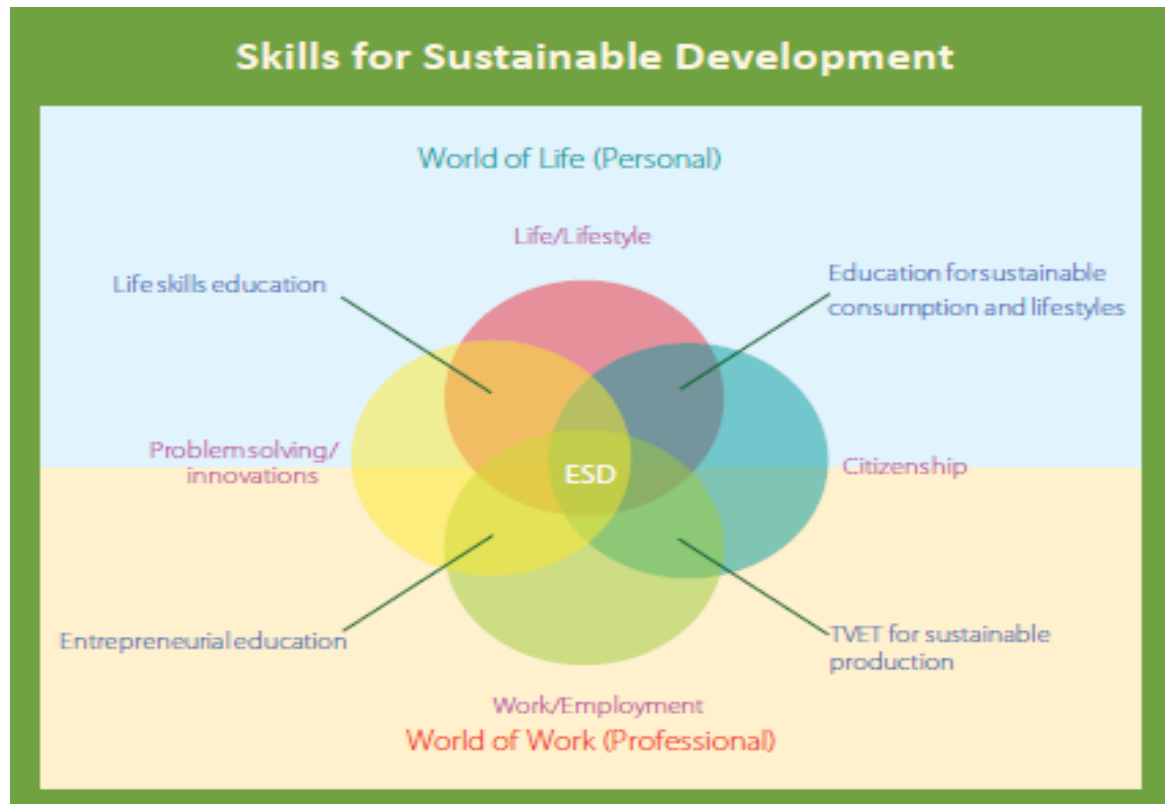 Skills for Sustainable Development
World of Life (Personal)
Life/Lifestyle
Life skills education
Education for sustainable
consumption and lifestyles
Problem solving/
innovations
ESD
Citizenship
Entrepreneurial education
TVET for sustainable
production
Work/Employment
World of Work (Professional)